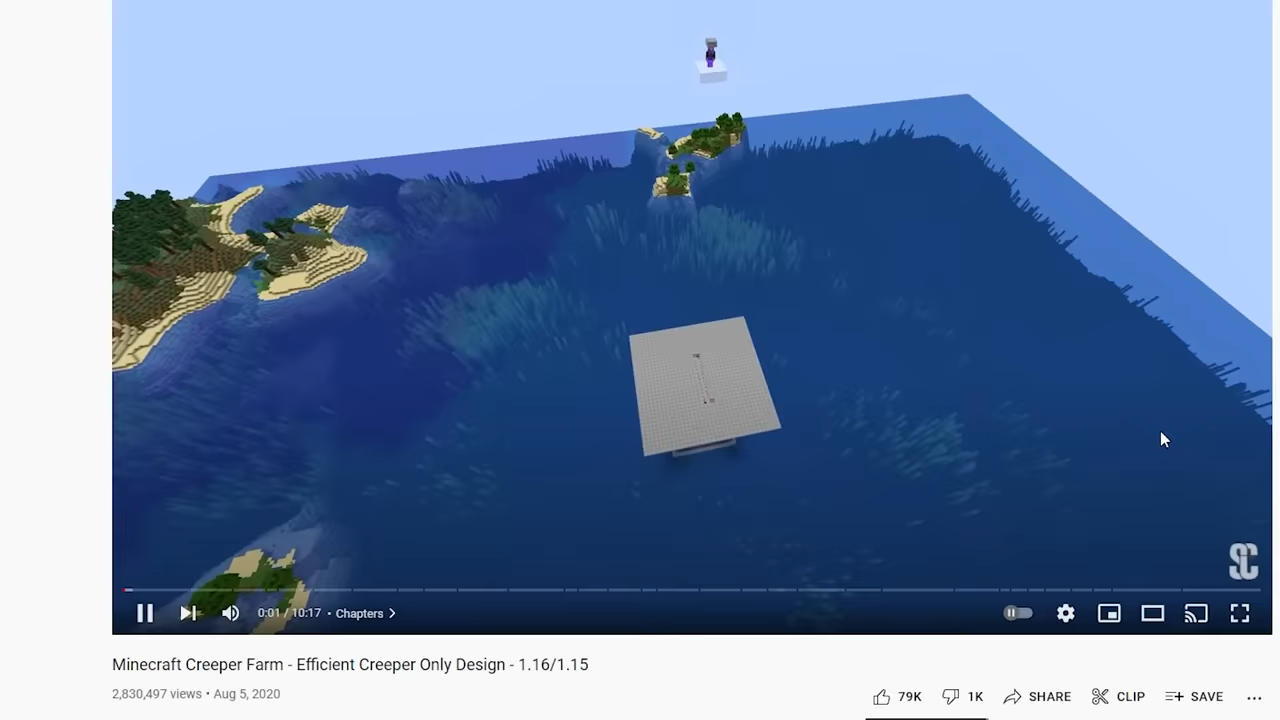 SC
0:01 / 10:17 • Chapters
Minecraft Creeper Farm - Efficient Creeper Only Design - 1.16/1.15
2,830,497 views • Aug 5, 2020
79K 1K SHARE CLIP SAVE